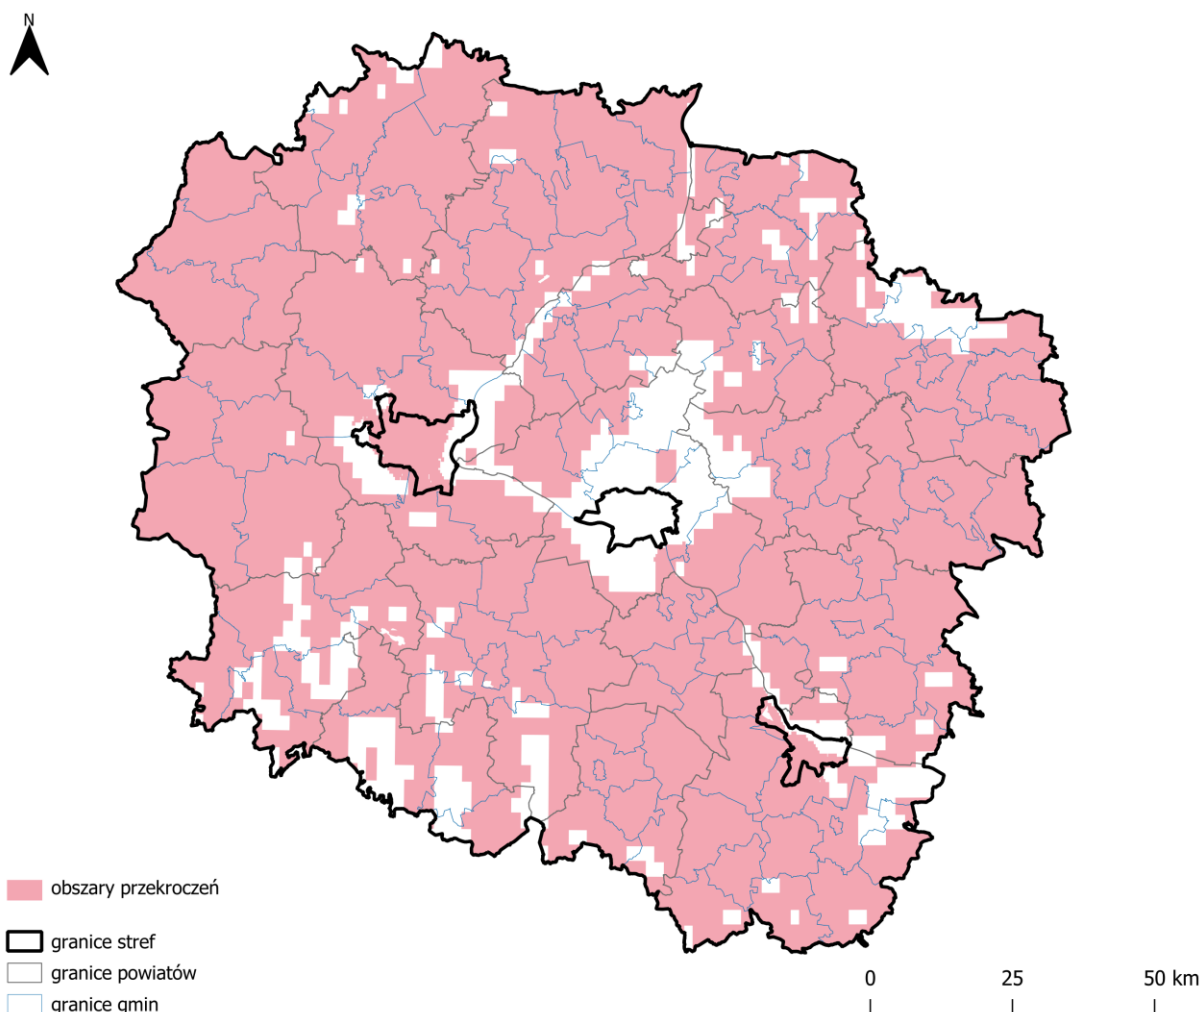 N
obszary przekroczeń
granice stref
granice powiatów
granice gmin
0 25 50 km